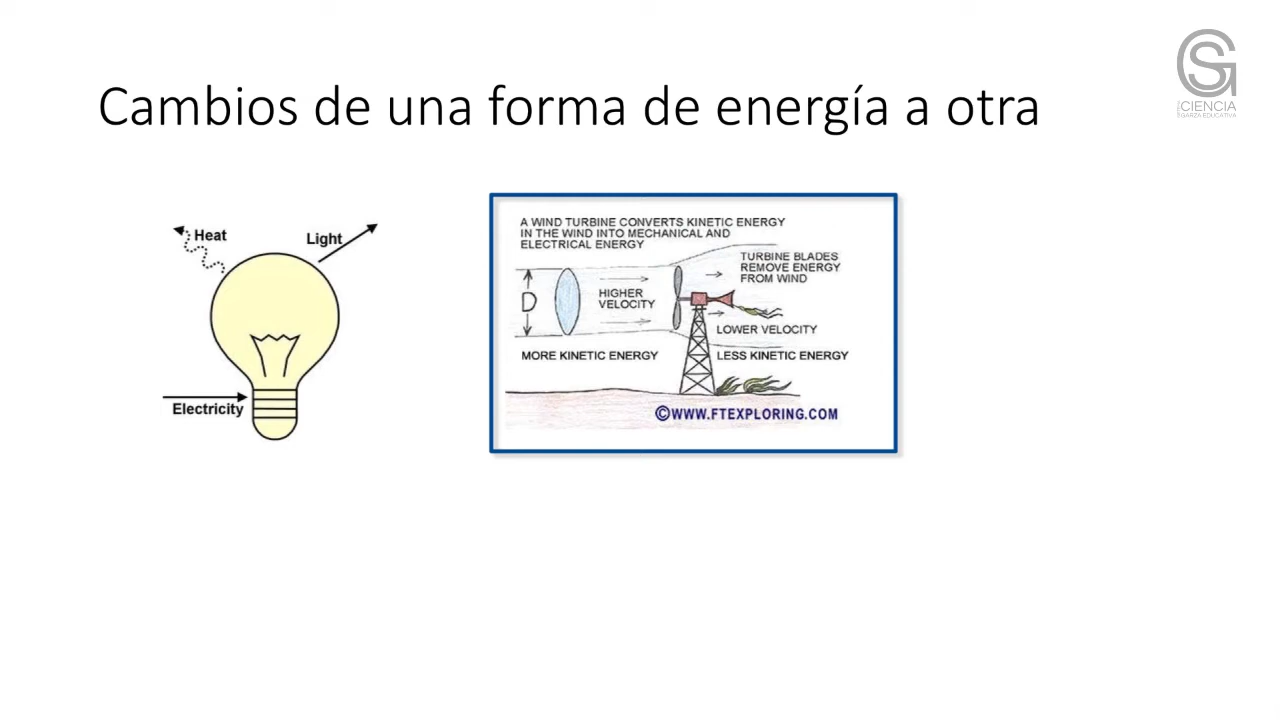 Cambios de una forma de energía a otra
CIENCIA
GARZA EDUCATIVA
Heat
Light
Electricity
A WIND TURBINE CONVERTS KINETIC ENERGY
IN THE WIND INTO MECHANICAL AND
ELECTRICAL ENERGY
TURBINE BLADES
REMOVE ENERGY
FROM WIND
D
HIGHER
VELOCITY
LOWER VELOCITY
MORE KINETIC ENERGY
LESS KINETIC ENERGY
©WWW.FTEXPLORING.COM